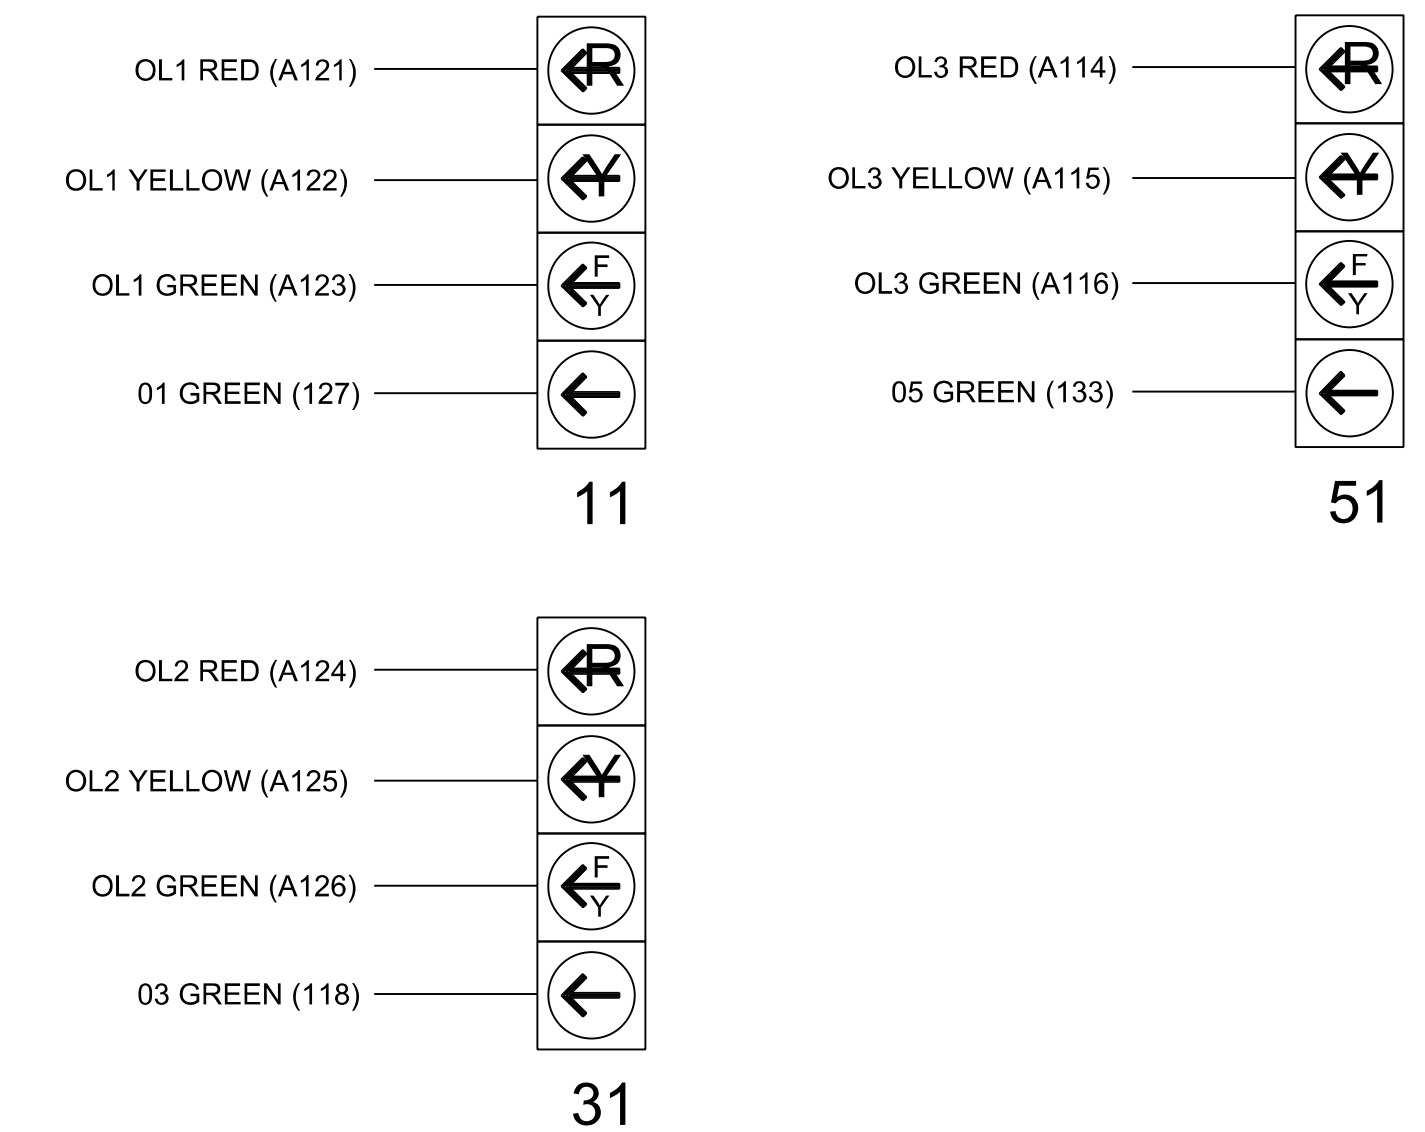 OL1 RED (A121)
R
OL1 YELLOW (A122)
Y
OL1 GREEN (A123)
F
Y
01 GREEN (127)
11
OL3 RED (A114)
R
OL3 YELLOW (A115)
Y
OL3 GREEN (A116)
F
Y
05 GREEN (133)
51
OL2 RED (A124)
R
OL2 YELLOW (A125)
Y
OL2 GREEN (A126)
F
Y
03 GREEN (118)
31